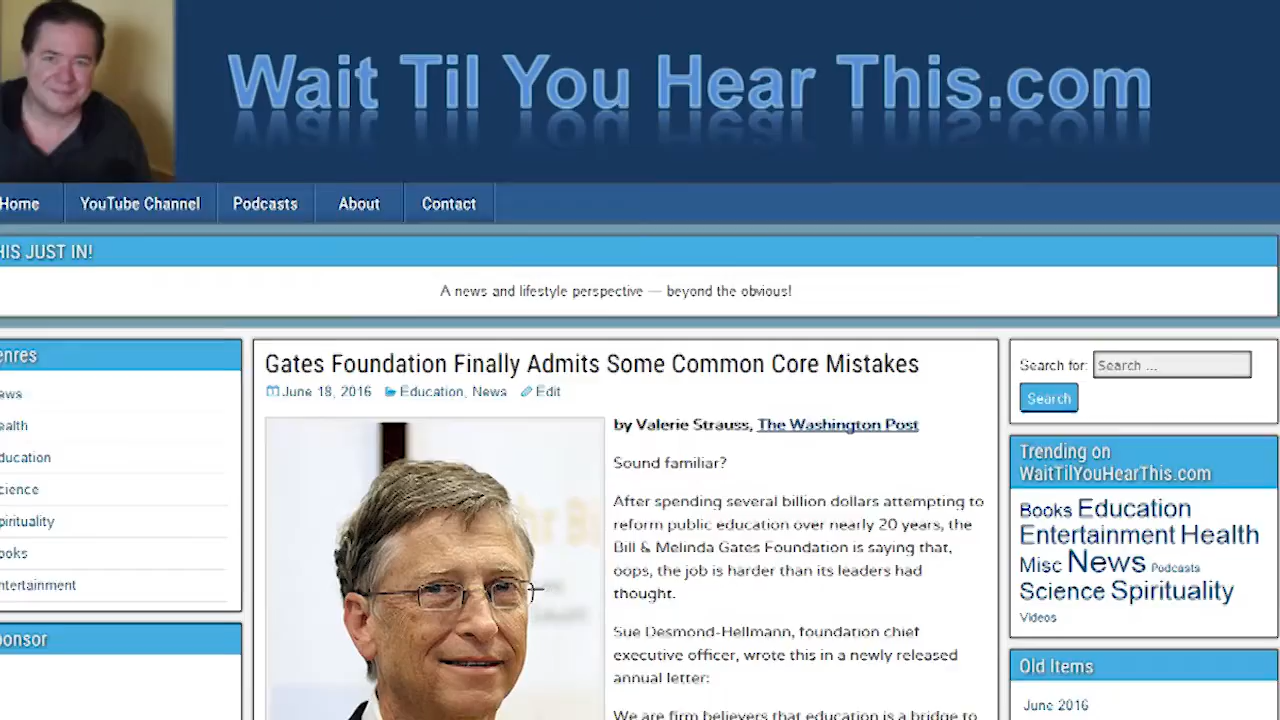 Wait Til You Hear This.com
Home YouTube Channel Podcasts About Contact
HIS JUST IN!
A news and lifestyle perspective — beyond the obvious!
enres
ews
ealth
ducation
cience
pirituality
ooks
ntertainment
ponsor
Gates Foundation Finally Admits Some Common Core Mistakes
June 18, 2016 Education, News Edit
by Valerie Strauss, The Washington Post
Sound familiar?
After spending several billion dollars attempting to
reform public education over nearly 20 years, the
Bill & Melinda Gates Foundation is saying that,
oops, the job is harder than its leaders had
thought.
Sue Desmond-Hellmann, foundation chief
executive officer, wrote this in a newly released
annual letter:
We are firm believers that education is a bridge to
Search for: Search ...
Search
Trending on
WaitTilYouHearThis.com
Books Education
Entertainment Health
Misc News Podcasts
Science Spirituality
Videos
Old Items
June 2016